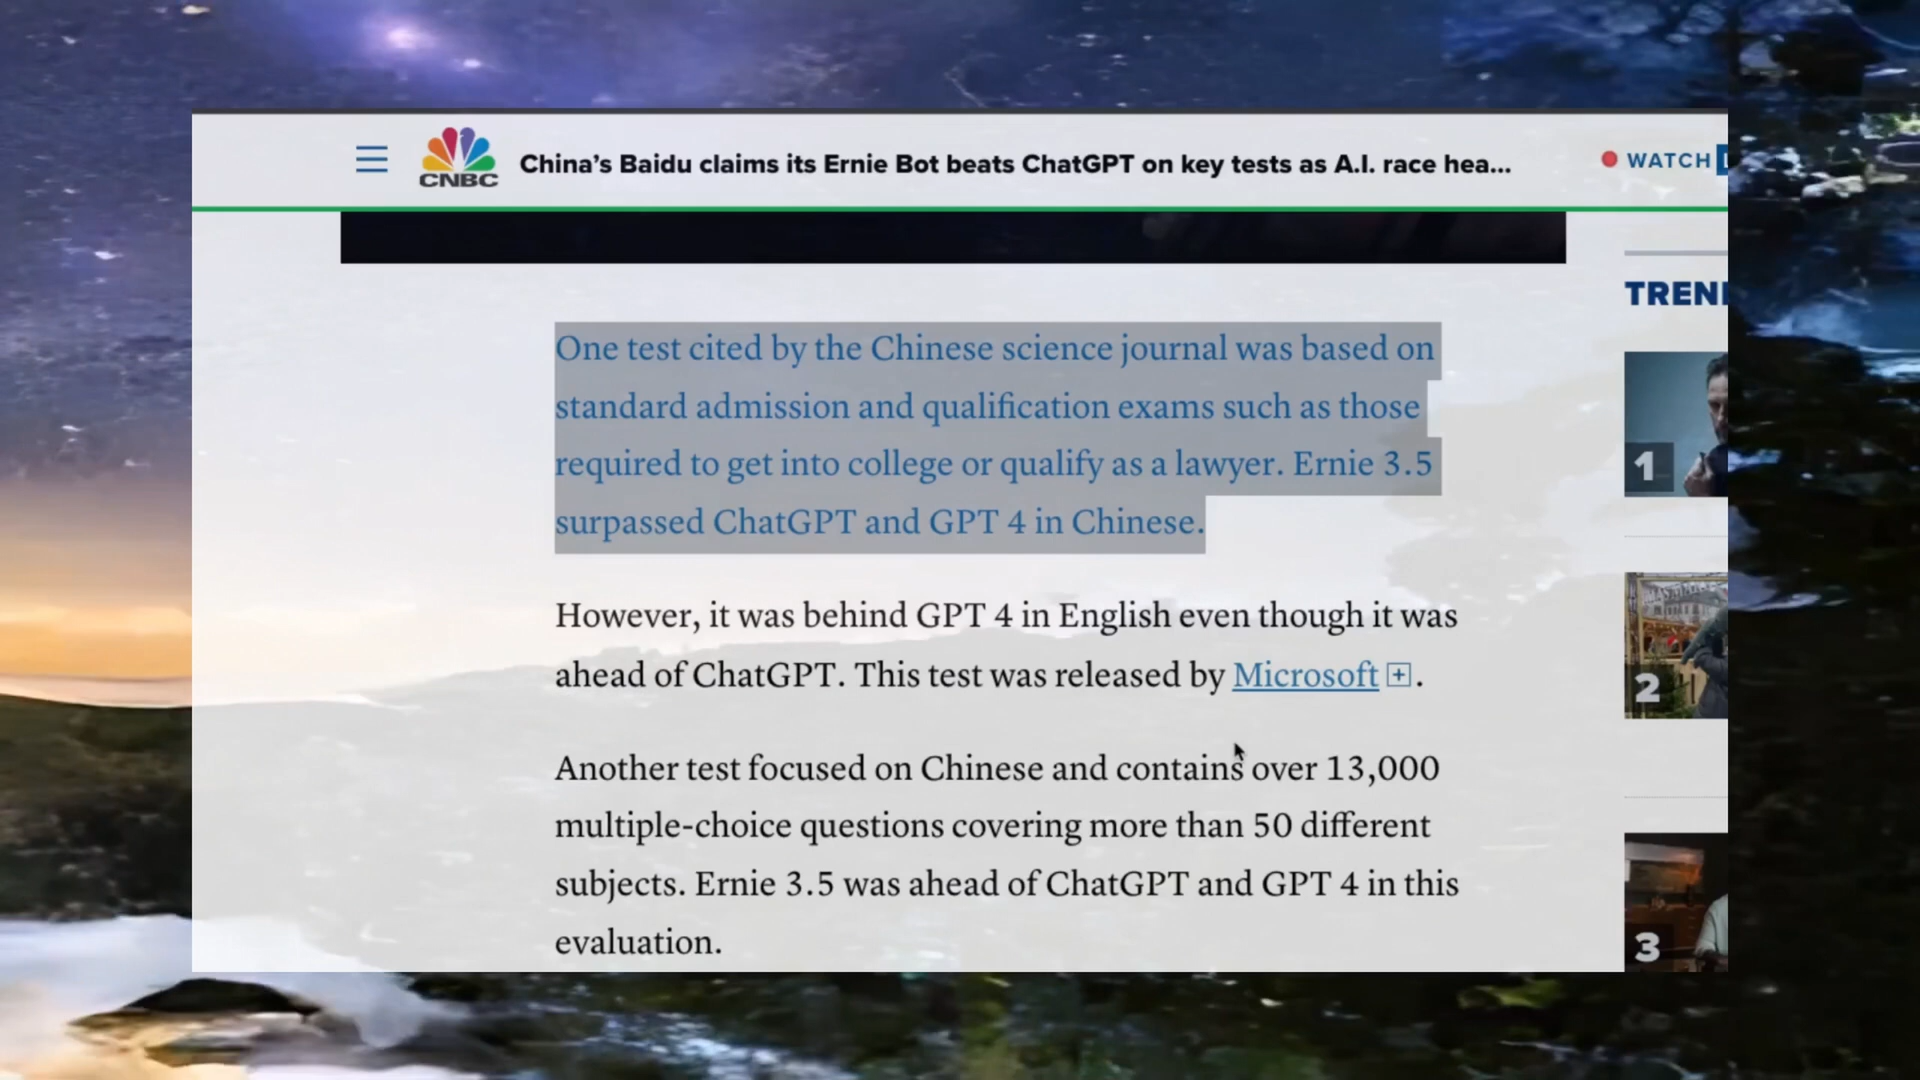 CNBC
China's Baidu claims its Ernie Bot beats ChatGPT on key tests as A.I. race hea...
WATCH
TREN
One test cited by the Chinese science journal was based on
standard admission and qualification exams such as those
required to get into college or qualify as a lawyer. Ernie 3.5
surpassed ChatGPT and GPT 4 in Chinese.
However, it was behind GPT 4 in English even though it was
ahead of ChatGPT. This test was released by Microsoft.
Another test focused on Chinese and contains over 13,000
multiple-choice questions covering more than 50 different
subjects. Ernie 3.5 was ahead of ChatGPT and GPT 4 in this
evaluation.
1
2
3